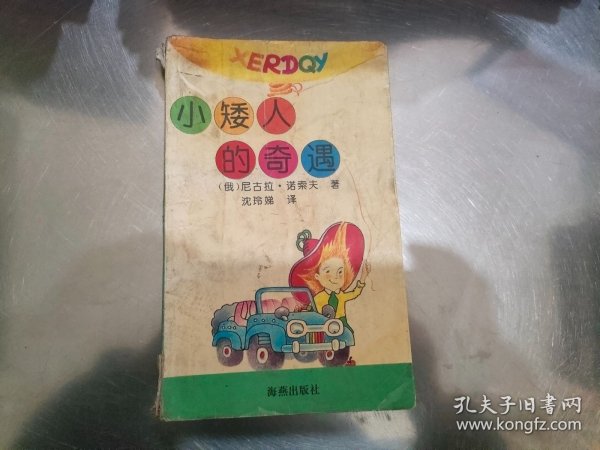 XERDQY
小矮人
的奇遇
(俄)尼古拉·诺索夫 著
沈玲娣 译
海燕出版社
孔夫子旧书网
www.kongfz.com